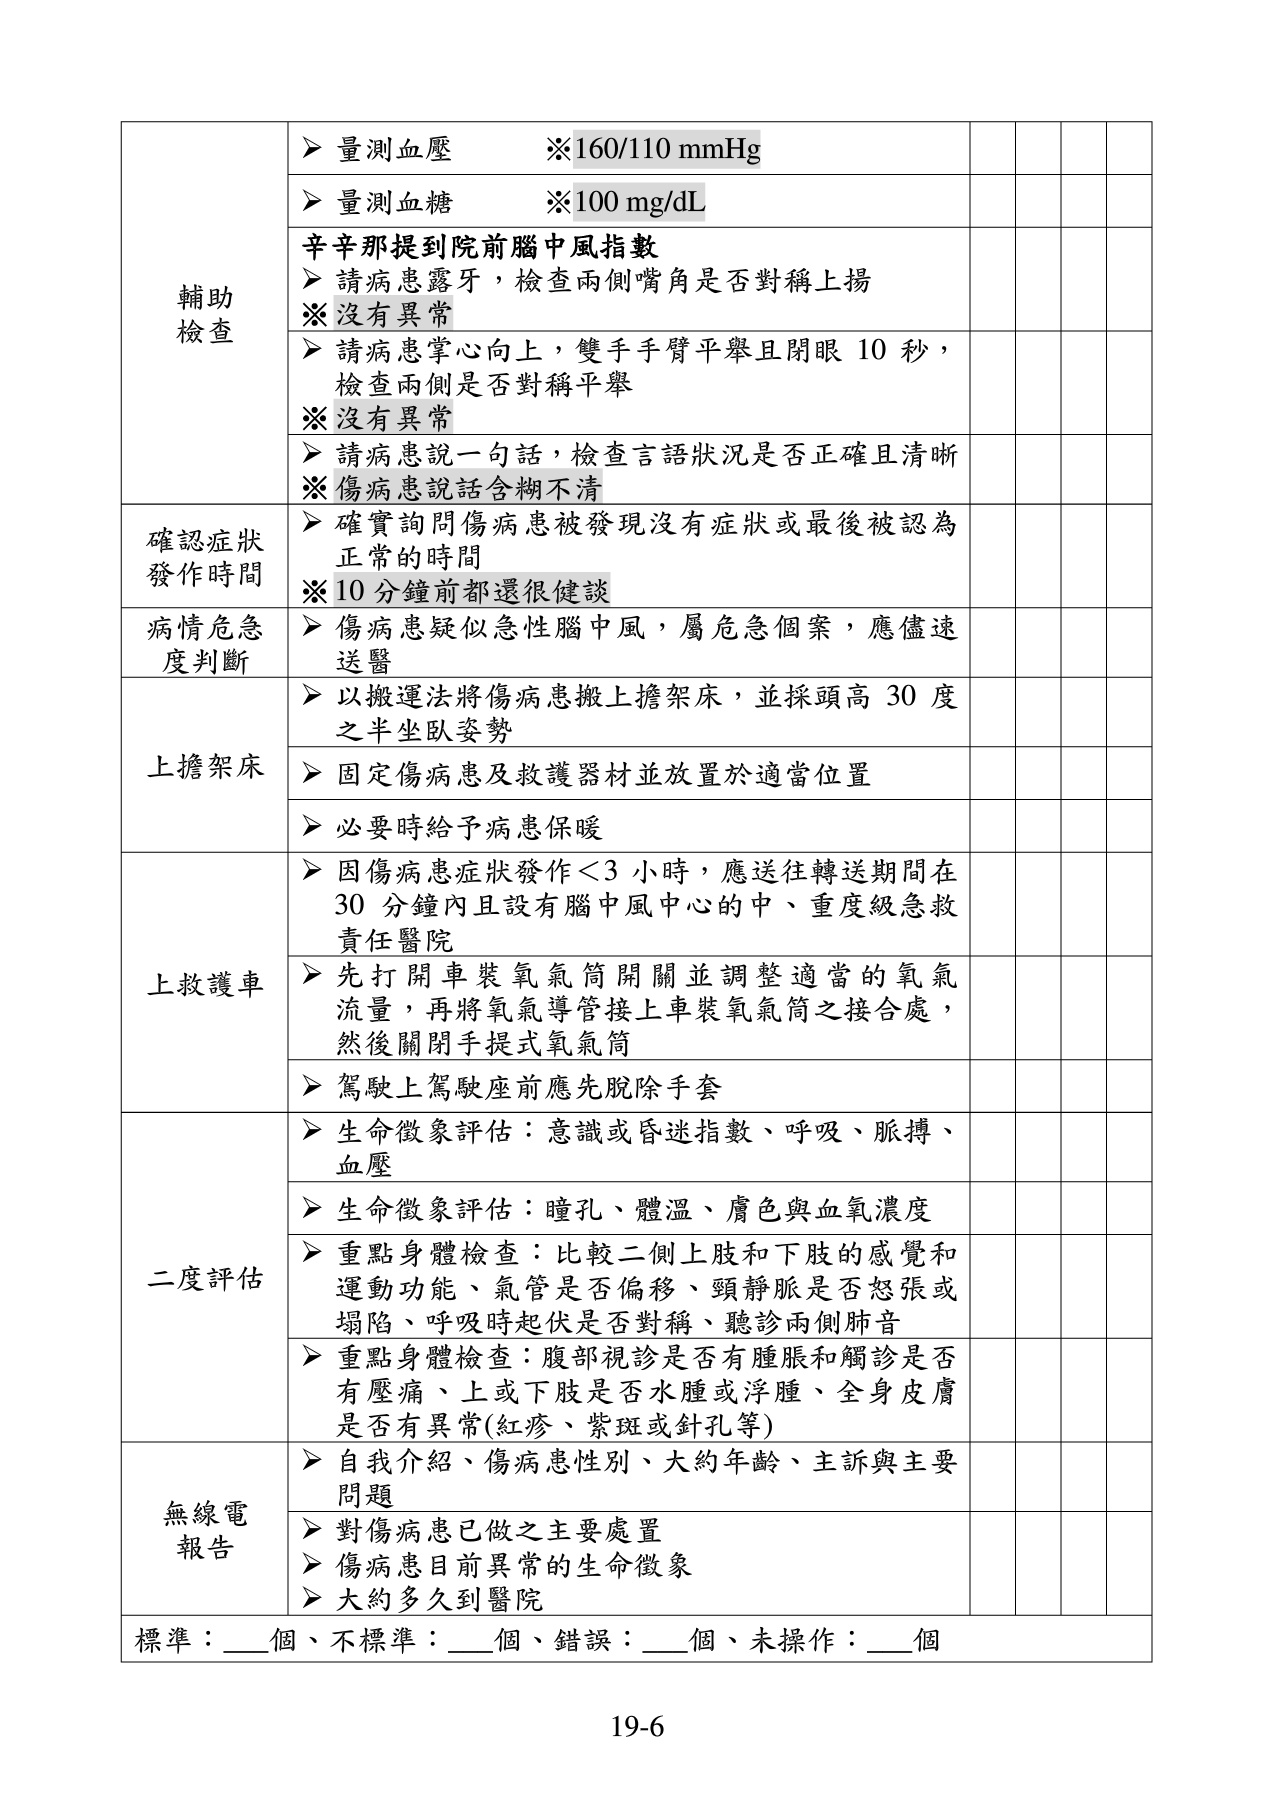 輔助
檢查
➢ 量測血壓 ※160/110 mmHg
➢ 量測血糖 ※100 mg/dL
辛辛那提到院前腦中風指數
➢ 請病患露牙，檢查兩側嘴角是否對稱上揚
※沒有異常
➢ 請病患掌心向上，雙手手臂平舉且閉眼 10 秒，
檢查兩側是否對稱平舉
※沒有異常
➢ 請病患說一句話，檢查言語狀況是否正確且清晰
※傷病患說話含糊不清
確認症狀
發作時間
➢ 確實詢問傷病患被發現沒有症狀或最後被認為
正常的時間
※10 分鐘前都還很健談
病情危急
度判斷
➢ 傷病患疑似急性腦中風，屬危急個案，應儘速
送醫
上擔架床
➢ 以搬運法將傷病患搬上擔架床，並採頭高 30 度
之半坐臥姿勢
➢ 固定傷病患及救護器材並放置於適當位置
➢ 必要時給予病患保暖
上救護車
➢ 因傷病患症狀發作＜3 小時，應送往轉送期間在
30 分鐘內且設有腦中風中心的中、重度級急救
責任醫院
➢ 先打開車裝氧氣筒開關並調整適當的氧氣
流量，再將氧氣導管接上車裝氧氣筒之接合處，
然後關閉手提式氧氣筒
➢ 駕駛上駕駛座前應先脫除手套
二度評估
➢ 生命徵象評估：意識或昏迷指數、呼吸、脈搏、
血壓
➢ 生命徵象評估：瞳孔、體溫、膚色與血氧濃度
➢ 重點身體檢查：比較二側上肢和下肢的感覺和
運動功能、氣管是否偏移、頸靜脈是否怒張或
塌陷、呼吸時起伏是否對稱、聽診兩側肺音
➢ 重點身體檢查：腹部視診是否有腫脹和觸診是否
有壓痛、上或下肢是否水腫或浮腫、全身皮膚
是否有異常(紅疹、紫斑或針孔等)
無線電
報告
➢ 自我介紹、傷病患性別、大約年齡、主訴與主要
問題
➢ 對傷病患已做之主要處置
➢ 傷病患目前異常的生命徵象
➢ 大約多久到醫院
標準：___個、不標準：___個、錯誤：___個、未操作：___個
19-6